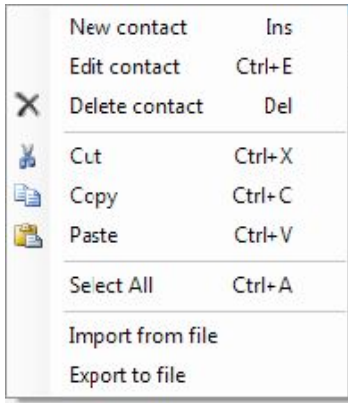 New contact Ins
Edit contact Ctrl+E
Delete contact Del
Cut Ctrl+X
Copy Ctrl+C
Paste Ctrl+V
Select All Ctrl+A
Import from file
Export to file